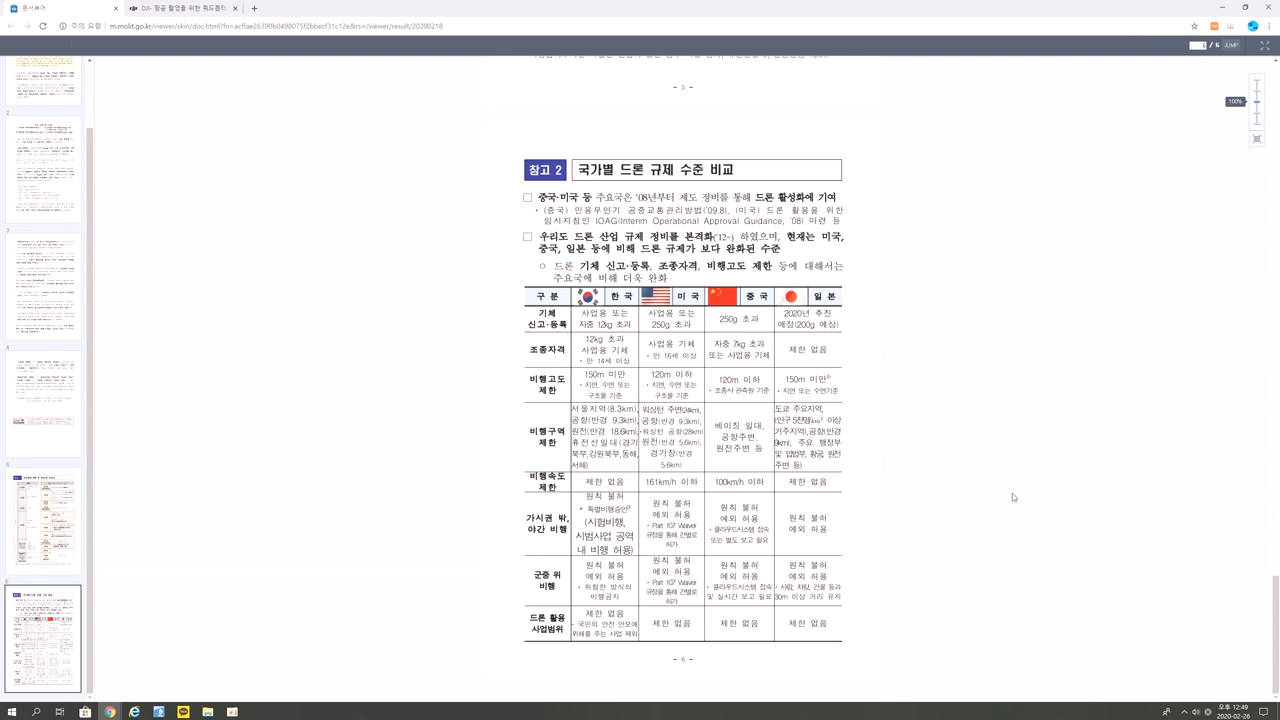 문서뷰어
DJI- 항공 촬영을 위한 쿼드콥터
주의 요함
m.molit.go.kr/viewer/skin/doc.html?fn=acffae26390b0498075f2bbecf31c12e&rs=/viewer/result/20200218
/ 6 JUMP
100%
2
3
4
5
6
- 5 -
참고 2 국가별 드론 규제 수준 비교
□ 중국·미국 등 주요국은 '08년부터 제도 정비를 통해 드론 활성화에 기여
* (중국) 민용무인기 공중교통관리방법('09.8), (미국) 드론 활용을 위한
임시지침인 IOAG(Interim Operational Approval Guidance, '08) 마련 등
□ 우리도 드론 산업 규제 정비를 본격화('12~) 하였으며, 현재는 미국,
중국, 일본 등에 비해 드론 규제가 보다 완화된 수준
ㅇ 드론 기체 신고·등록, 조종자격, 비행고도 제한 등에 대해서는
주요국에 비해 더욱 완화
구 분 한 국 미 국 중 국 일 본
기체 신고·등록
사업용 또는
자중 12kg 초과
사업용 또는
250g 초과
250g 초과
2020년 추진
예정(200g 예상)
조종자격
12kg 초과
사업용 기체
* 만 14세 이상
사업용 기체
* 만 16세 이상
자중 7kg 초과
또는 사업용 기체
제한 없음
비행고도
제한
150m 미만
* 지면, 수면 또는
구조물 기준
120m 이하
* 지면, 수면 또는
구조물 기준
120m 이하
* 조종사 관측원 기준
150m 미만
* 지면 또는 수면기준
비행구역
제한
서울지역(8.3km),
공항(반경 9.3km),
원전(반경 18.6km),
휴전선일대(경기
북부,강원북부,동해,
서해)
워싱턴 주변(24km),
공항(반경 9.3km),
워싱턴 공항(28km)
원전(반경 5.6km),
경기장(반경
5.6km)
베이징 일대,
공항주변,
원전주변 등
도쿄 주요지역,
(인구 5천명/km² 이상
거주지역),공항(반경
9km), 주요 행정부
및 입법부, 황궁, 원전
주변 등)
비행속도
제한
제한 없음
161km/h 이하
100km/h 이하
제한 없음
가시권 밖,
야간 비행
원칙 불허
* 특별비행승인
(시험비행,
시범사업 공역
내 비행 허용)
원칙 불허
예외 허용
* Part 107 Waiver
규정을 통해 건별로
허가
원칙 불허
예외 허용
* 클라우드시스템 접속
또는 별도 보고 필요
원칙 불허
예외 허용
군중 위
비행
원칙 불허
예외 허용
* 위험한 방식의
비행금지
원칙 불허
예외 허용
* Part 107 Waiver
규정을 통해 건별로
허가
원칙 불허
예외 허용
* 클라우드시스템 접속
및 실시간 보고 필요
원칙 불허
예외 허용
* 사람, 차량, 건물 등과
30m 이상 거리 유지
드론 활용
사업범위
제한 없음
* 국민의 안전·안보에
위해를 주는 사업 제외
제한 없음
제한 없음
제한 없음
- 6 -
오후 12:49
2020-02-26